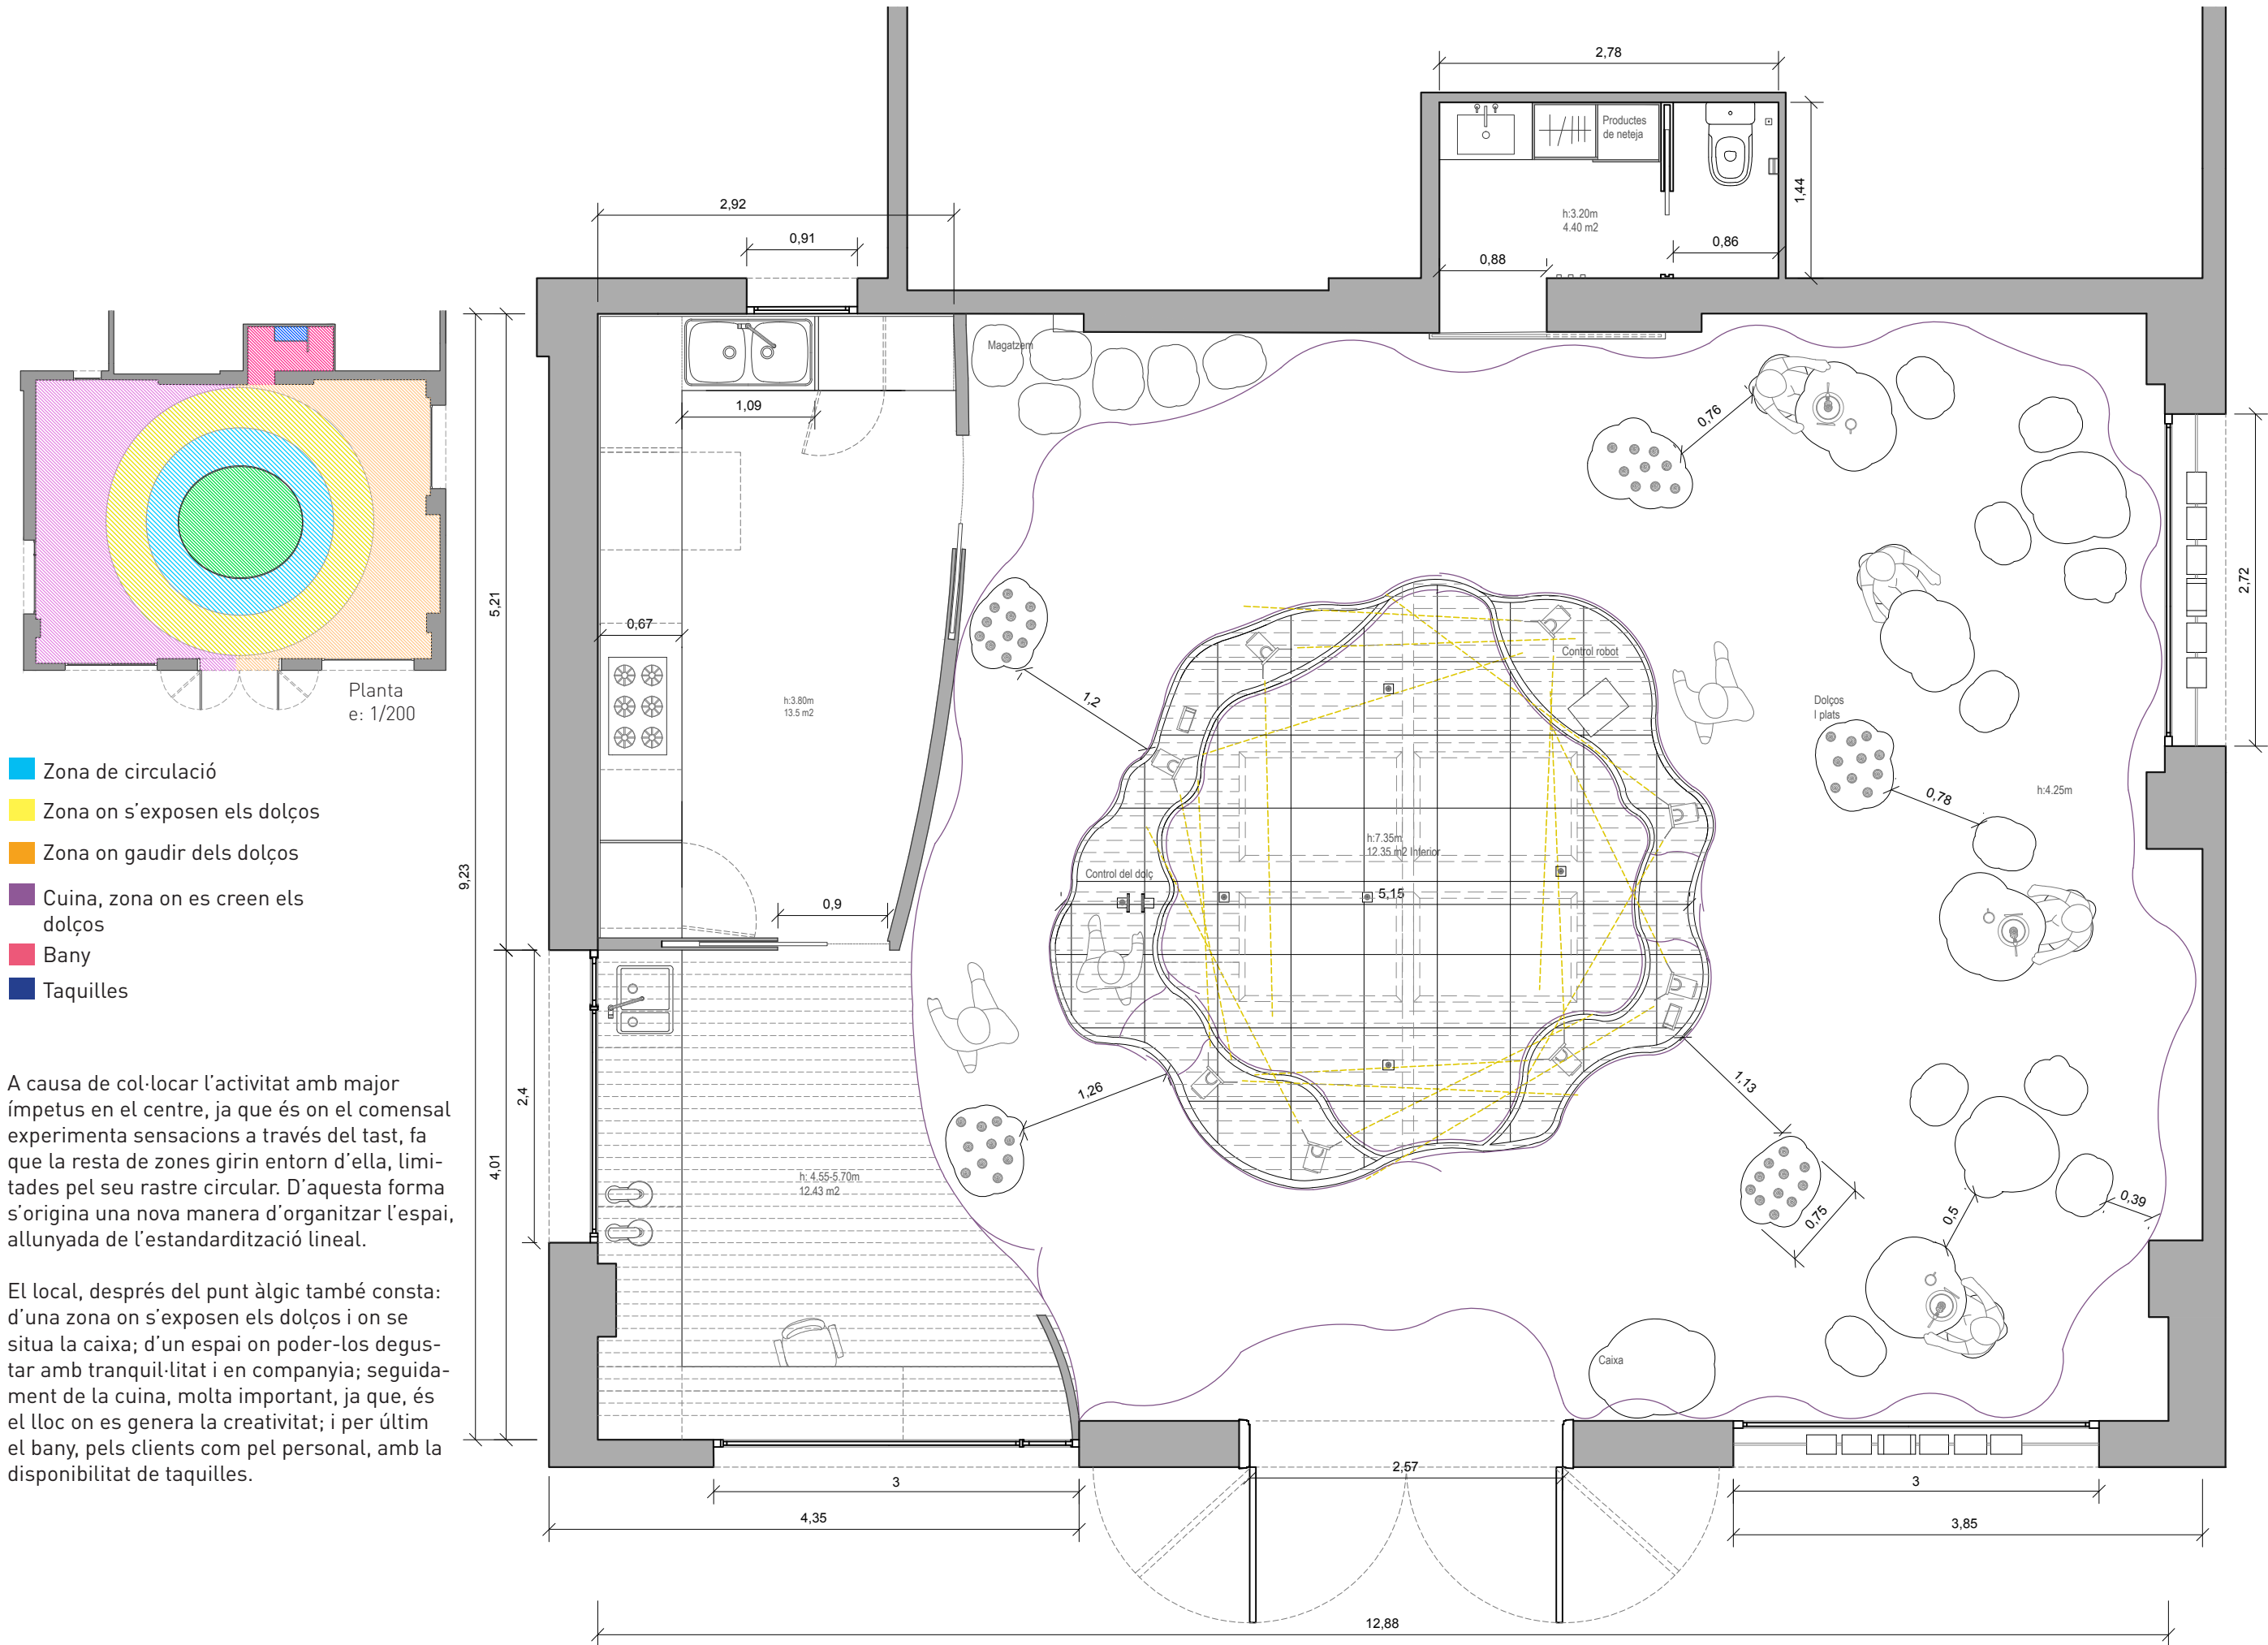 Planta
e: 1/200
Zona de circulació
Zona on s'exposen els dolços
Zona on gaudir dels dolços
Cuina, zona on es creen els
dolços
Bany
Taquilles
A causa de col·locar l'activitat amb major
ímpetus en el centre, ja que és on el comensal
experimenta sensacions a través del tast, fa
que la resta de zones girin entorn d'ella, limi-
tades pel seu rastre circular. D'aquesta forma
s'origina una nova manera d'organitzar l'espai,
allunyada de l'estandardització lineal.
El local, després del punt àlgic també consta:
d'una zona on s'exposen els dolços i on se
situa la caixa; d'un espai on poder-los degus-
tar amb tranquil·litat i en companyia; seguida-
ment de la cuina, molta important, ja que, és
el lloc on es genera la creativitat; i per últim
el bany, pels clients com pel personal, amb la
disponibilitat de taquilles.
2,78
Productes
de neteja
1,44
h:3.20m
4.40 m2
0,86
0,88
2,92
0,91
Magatzem
1,09
0,76
5,21
9,23
0,67
h:3.80m
13.5 m2
0,9
2,72
1,2
Control robot
Dolços
I plats
0,78
h:4.25m
h:7.35m
12.35 m2 Interior
Control del dolç
5,15
2,4
4,01
1,26
1,13
h: 4.55-5.70m
12.43 m2
0,75
0,5
0,39
Caixa
3
4,35
2,57
3
3,85
12,88